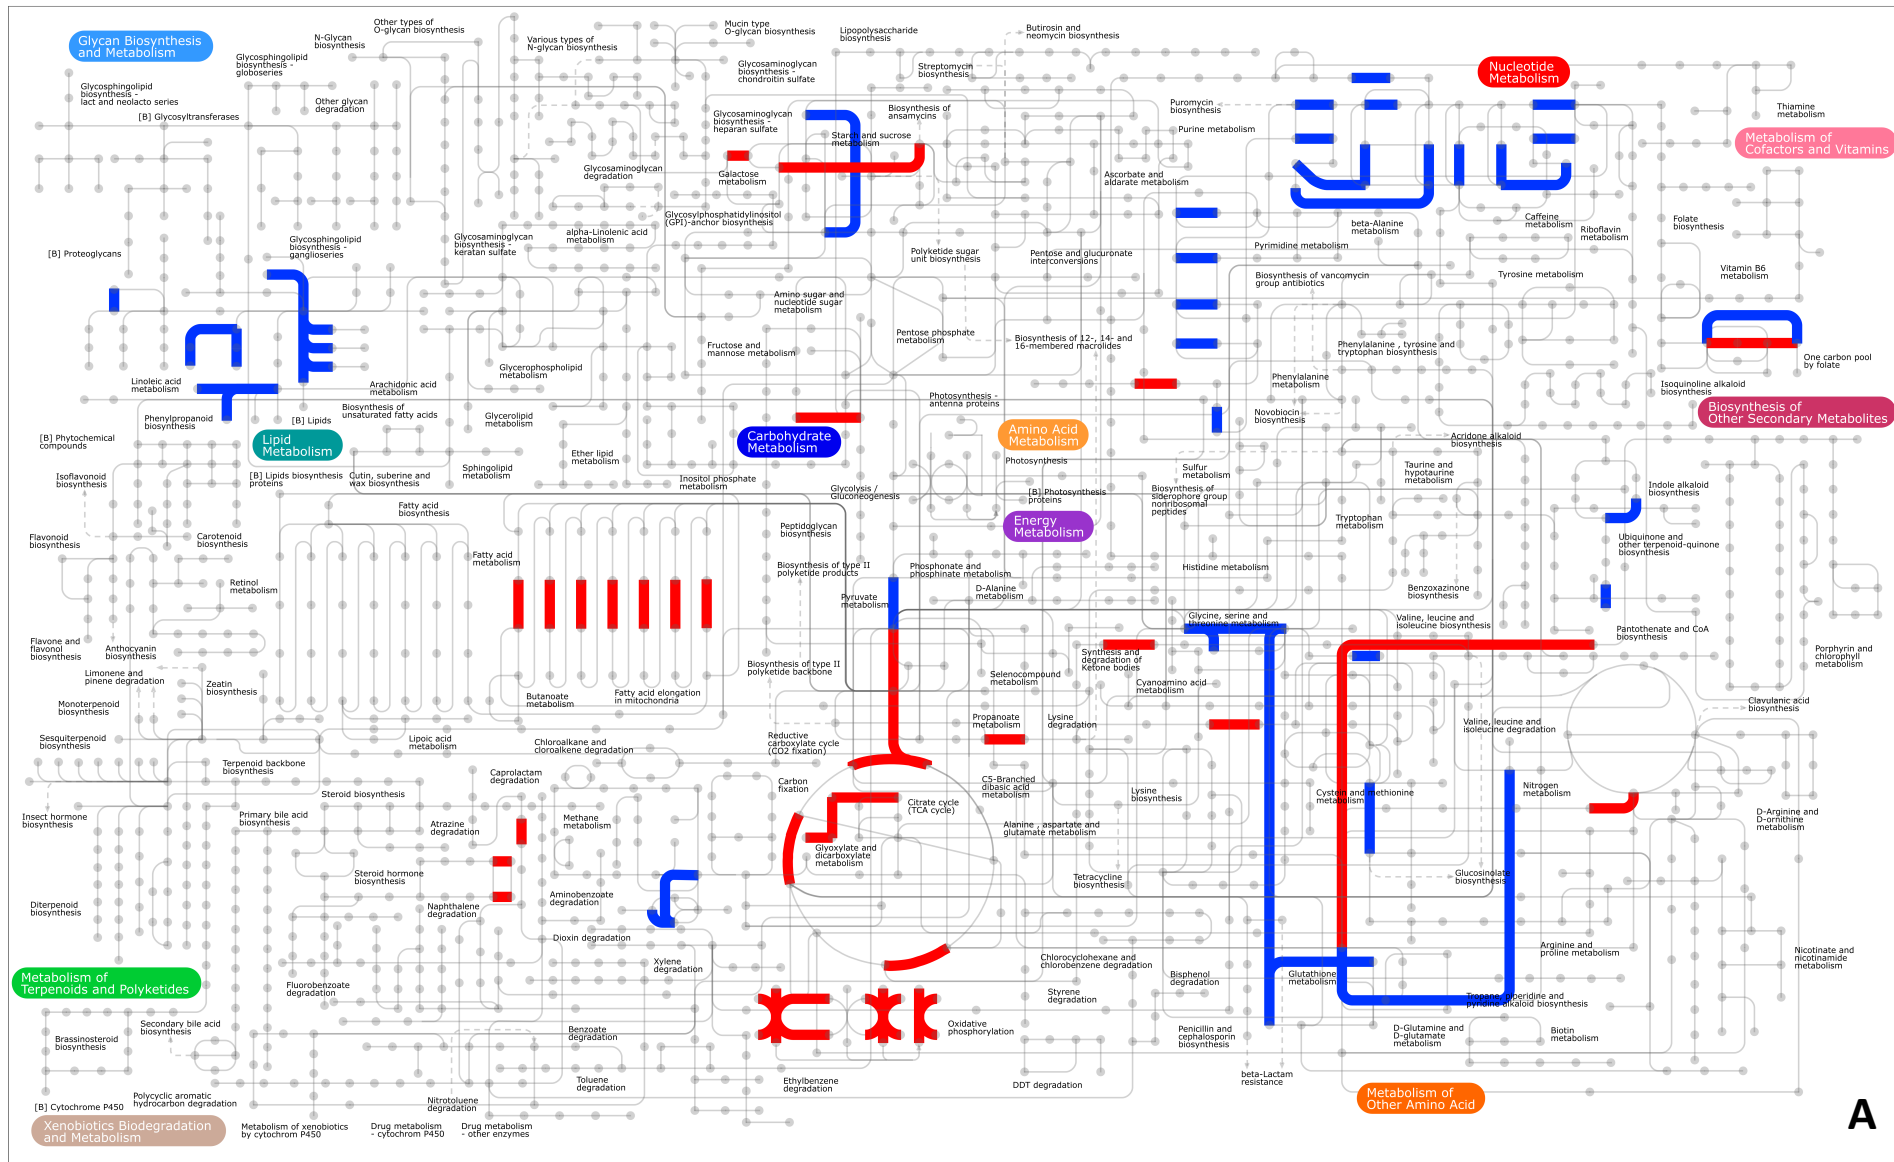 Glycan Biosynthesis
and Metabolism
N-Glycan
biosynthesis
Other types of
O-glycan biosynthesis
Various types of
N-glycan biosynthesis
Mucin type
O-glycan biosynthesis
Lipopolysaccharide
biosynthesis
Butirosin and
neomycin biosynthesis
Glycosphingolipid
biosynthesis -
globoseries
Glycosaminoglycan
biosynthesis -
chondroitin sulfate
Streptomycin
biosynthesis
Nucleotide
Metabolism
Glycosphingolipid
biosynthesis -
lact and neolacto series
Other glycan
degradation
[B] Glycosyltransferases
Glycosaminoglycan
biosynthesis -
heparan sulfate
Biosynthesis of
ansamycins
Puromycin
biosynthesis
Thiamine
metabolism
Starch and sucrose
metabolism
Purine metabolism
Metabolism of
Cofactors and Vitamins
Glycosaminoglycan
degradation
Galactose
metabolism
Ascorbate and
aldarate metabolism
Glycosylphosphatidylinositol
(GPI)-anchor biosynthesis
beta-Alanine
metabolism
Caffeine
metabolism
Riboflavin
metabolism
Folate
biosynthesis
[B] Proteoglycans
Glycosphingolipid
biosynthesis -
ganglioseries
Glycosaminoglycan
biosynthesis -
keratan sulfate
alpha-Linolenic acid
metabolism
Polyketide sugar
unit biosynthesis
Pentose and glucuronate
interconversions
Pyrimidine metabolism
Biosynthesis of vancomycin
group antibiotics
Tyrosine metabolism
Vitamin B6
metabolism
Amino sugar and
nucleotide sugar
metabolism
Pentose phosphate
metabolism
Biosynthesis of 12-, 14- and
16-membered macrolides
Fructose and
mannose metabolism
Phenylalanine , tyrosine and
tryptophan biosynthesis
One carbon pool
by folate
Linoleic acid
metabolism
Arachidonic acid
metabolism
Glycerophospholipid
metabolism
Phenylalanine
metabolism
Isoquinoline alkaloid
biosynthesis
Phenylpropanoid
biosynthesis
[B] Lipids
Biosynthesis of
unsaturated fatty acids
Glycerolipid
metabolism
Photosynthesis -
antenna proteins
Novobiocin
biosynthesis
Biosynthesis of
Other Secondary Metabolites
[B] Phytochemical
compounds
Lipid
Metabolism
Carbohydrate
Metabolism
Amino Acid
Metabolism
Acridone alkaloid
biosynthesis
Isoflavonoid
biosynthesis
[B] Lipids biosynthesis
proteins
Cutin, suberine and
wax biosynthesis
Sphingolipid
metabolism
Ether lipid
metabolism
Inositol phosphate
metabolism
Glycolysis /
Gluconeogenesis
Photosynthesis
[B] Photosynthesis
proteins
Sulfur
metabolism
Biosynthesis of
siderophore group
nonribosomal
peptides
Taurine and
hypotaurine
metabolism
Indole alkaloid
biosynthesis
Fatty acid
biosynthesis
Energy
Metabolism
Tryptophan
metabolism
Flavonoid
biosynthesis
Carotenoid
biosynthesis
Peptidoglycan
biosynthesis
Ubiquinone and
other terpenoid-quinone
biosynthesis
Fatty acid
metabolism
Biosynthesis of type II
polyketide products
Phosphonate and
phosphinate metabolism
Histidine metabolism
Retinol
metabolism
Pyruvate
metabolism
D-Alanine
metabolism
Benzoxazinone
biosynthesis
Glycine, serine and
threonine metabolism
Valine, leucine and
isoleucine biosynthesis
Pantothenate and CoA
biosynthesis
Flavone and
flavonol
biosynthesis
Anthocyanin
biosynthesis
Limonene and
pinene degradation
Biosynthesis of type II
polyketide backbone
Synthesis and
degradation of
Ketone bodies
Porphyrin and
chlorophyll
metabolism
Zeatin
biosynthesis
Selenocompound
metabolism
Cyanoamino acid
metabolism
Monoterpenoid
biosynthesis
Butanoate
metabolism
Fatty acid elongation
in mitochondria
Clavulanic acid
biosynthesis
Sesquiterpenoid
biosynthesis
Lipoic acid
metabolism
Chloroalkane and
cloroalkene degradation
Reductive
carboxylate cycle
(CO2 fixation)
Propanoate
metabolism
Lysine
degradation
Valine, leucine and
isoleucine degradation
Terpenoid backbone
biosynthesis
Caprolactam
degradation
Carbon
fixation
C5-Branched
dibasic acid
metabolism
Lysine
biosynthesis
Cystein and methionine
metabolism
Nitrogen
metabolism
Steroid biosynthesis
Citrate cycle
(TCA cycle)
Insect hormone
biosynthesis
Primary bile acid
biosynthesis
Atrazine
degradation
Methane
metabolism
Alanine , aspartate and
glutamate metabolism
D-Arginine and
D-ornithine
metabolism
Glyoxylate and
dicarboxylate
metabolism
Steroid hormone
biosynthesis
Tetracycline
biosynthesis
Glucosinolate
biosynthesis
Diterpenoid
biosynthesis
Naphthalene
degradation
Aminobenzoate
degradation
Dioxin degradation
Xylene
degradation
Chlorocyclohexane and
chlorobenzene degradation
Arginine and
proline metabolism
Nicotinate and
nicotinamide
metabolism
Metabolism of
Terpenoids and Polyketides
Fluorobenzoate
degradation
Styrene
degradation
Bisphenol
degradation
Glutathione
metabolism
Tropane, piperidine and
pyridine alkaloid biosynthesis
Brassinosteroid
biosynthesis
Secondary bile acid
biosynthesis
Benzoate
degradation
Oxidative
phosphorylation
Penicillin and
cephalosporin
biosynthesis
D-Glutamine and
D-glutamate
metabolism
Biotin
metabolism
Toluene
degradation
Ethylbenzene
degradation
DDT degradation
beta-Lactam
resistance
[B] Cytochrome P450
Polycyclic aromatic
hydrocarbon degradation
Nitrotoluene
degradation
Metabolism of
Other Amino Acid
Xenobiotics Biodegradation
and Metabolism
Metabolism of xenobiotics
by cytochrom P450
Drug metabolism
- cytochrom P450
Drug metabolism
- other enzymes
A